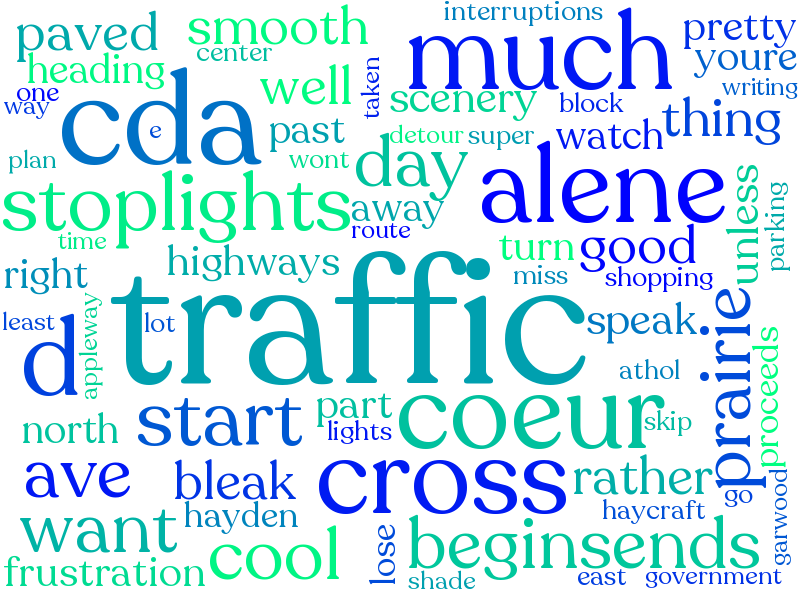 interruptions
paved
smooth
much
pretty
center
youre
heading
well
taken
scenery
writing
one
way
cda
e
past
block
watch
thing
detour
super
plan
wont
day
alene
unless
parking
stoplights
away
time
route
turn
good
right
highways
miss
shopping
traffic
least
lot
appleway
d
speak
prairie
athol
proceeds
north
start
part
lights
coeur
skip
ave
bleak
cross
rather
go
garwood
want
hayden
haycraft
frustration
cool
lose
beginsends
shade
east
government